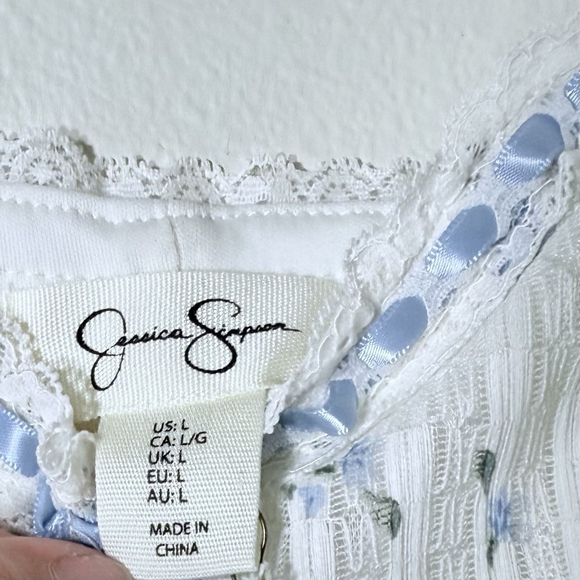 Jessica Simpson
US: L
CA: L/G
UK: L
EU: L
AU: L
MADE IN
CHINA